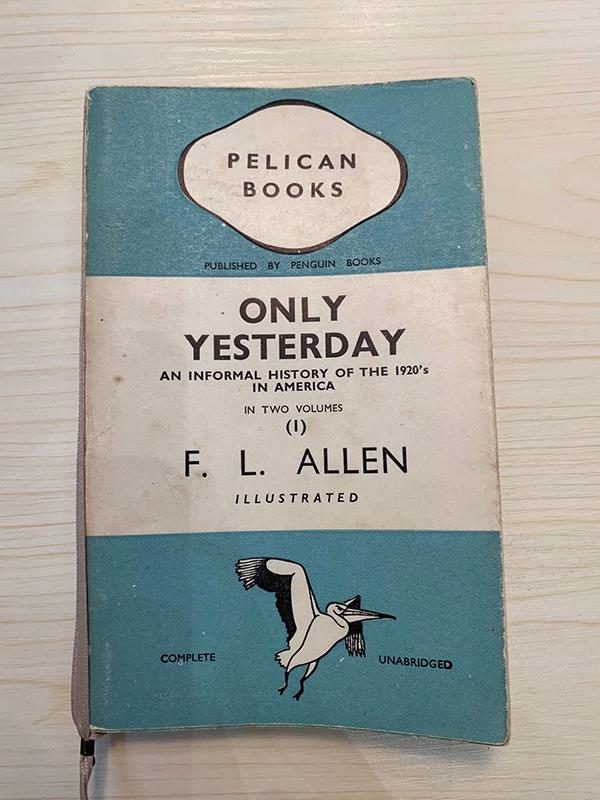 PELICAN
BOOKS
PUBLISHED BY PENGUIN BOOKS
ONLY
YESTERDAY
AN INFORMAL HISTORY OF THE 1920's
IN AMERICA
IN TWO VOLUMES
(I)
F. L. ALLEN
ILLUSTRATED
COMPLETE UNABRIDGED